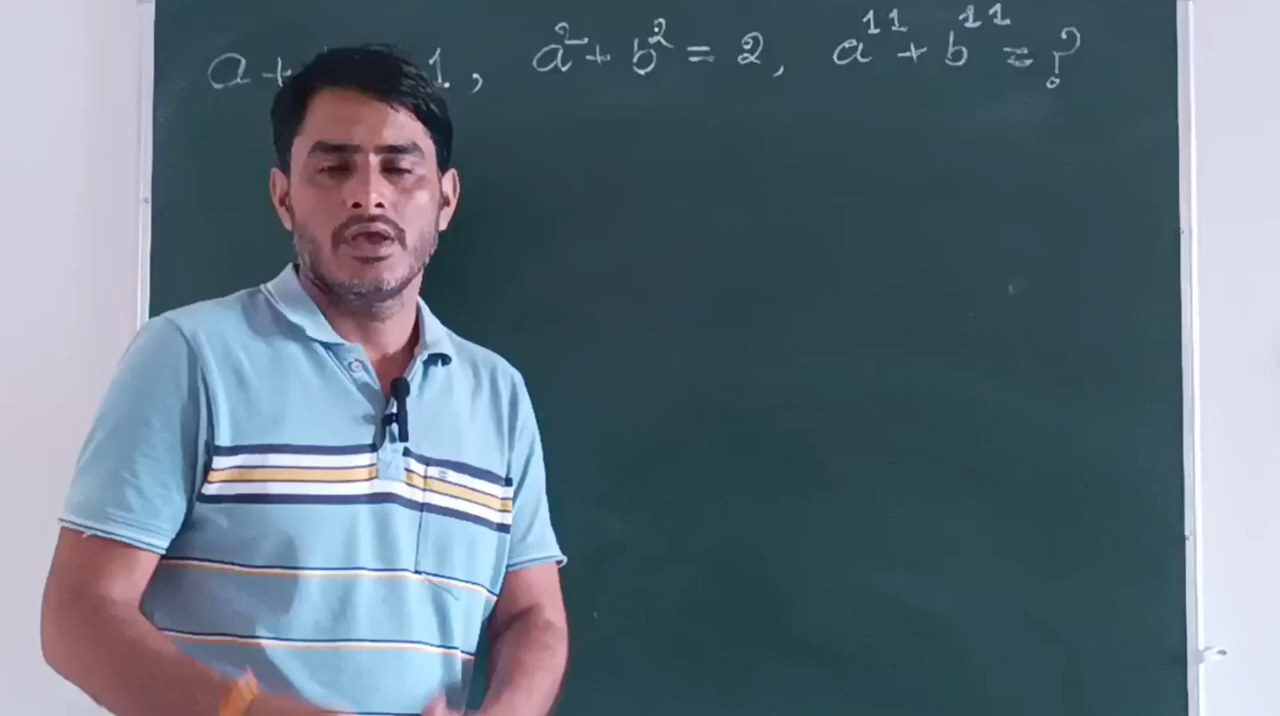 a + 1, a² + b² = 2, a¹¹ + b¹¹ = ?